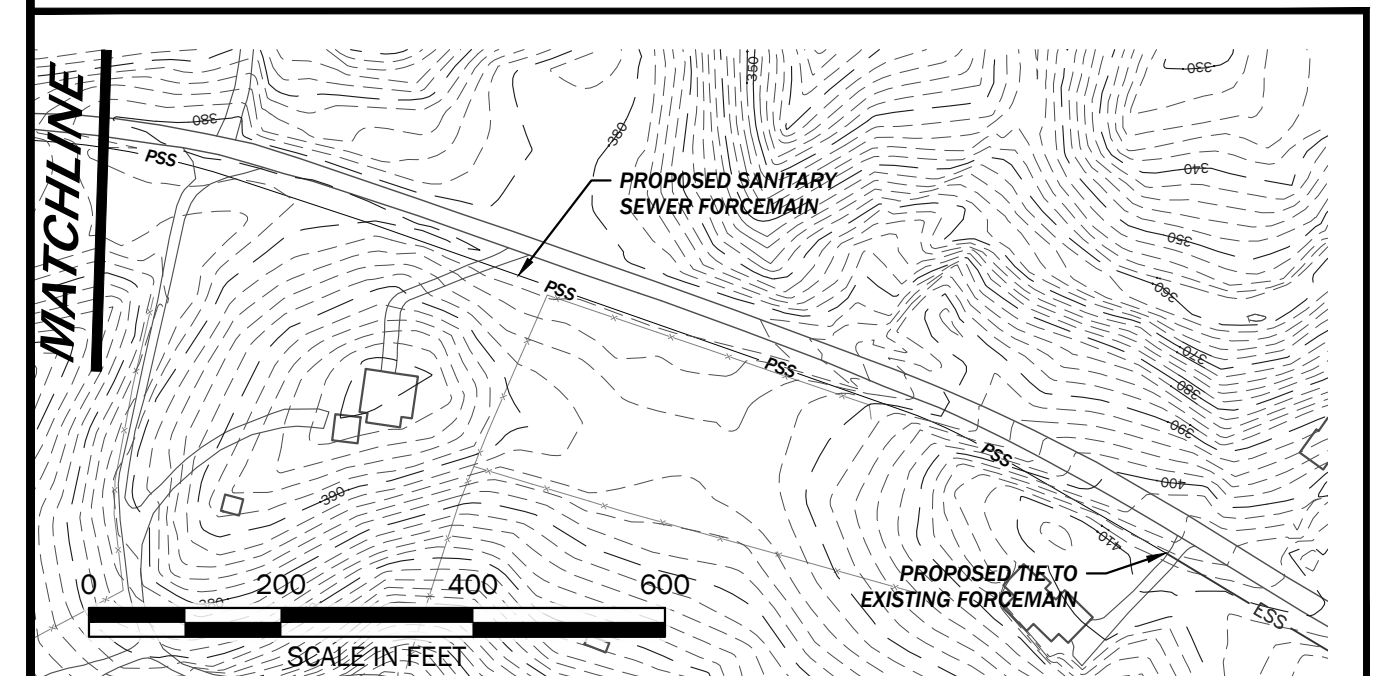 MATCHLINE
350
330
380
380
PSS
PROPOSED SANITARY
SEWER FORCEMAIN
340
350
360
PSS
PSS
370
380
390
PSS
400
390
410
PROPOSED TIE TO
EXISTING FORCEMAIN
ESS
380
0 200 400 600
SCALE IN FEET